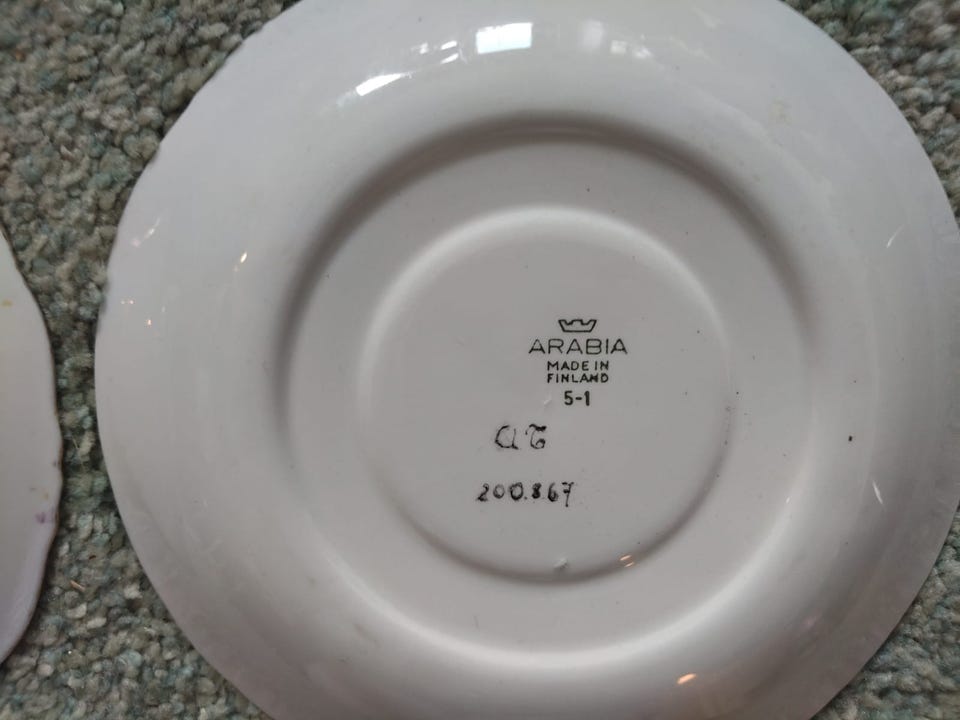 ARABIA
MADE IN
FINLAND
5-1
200.867